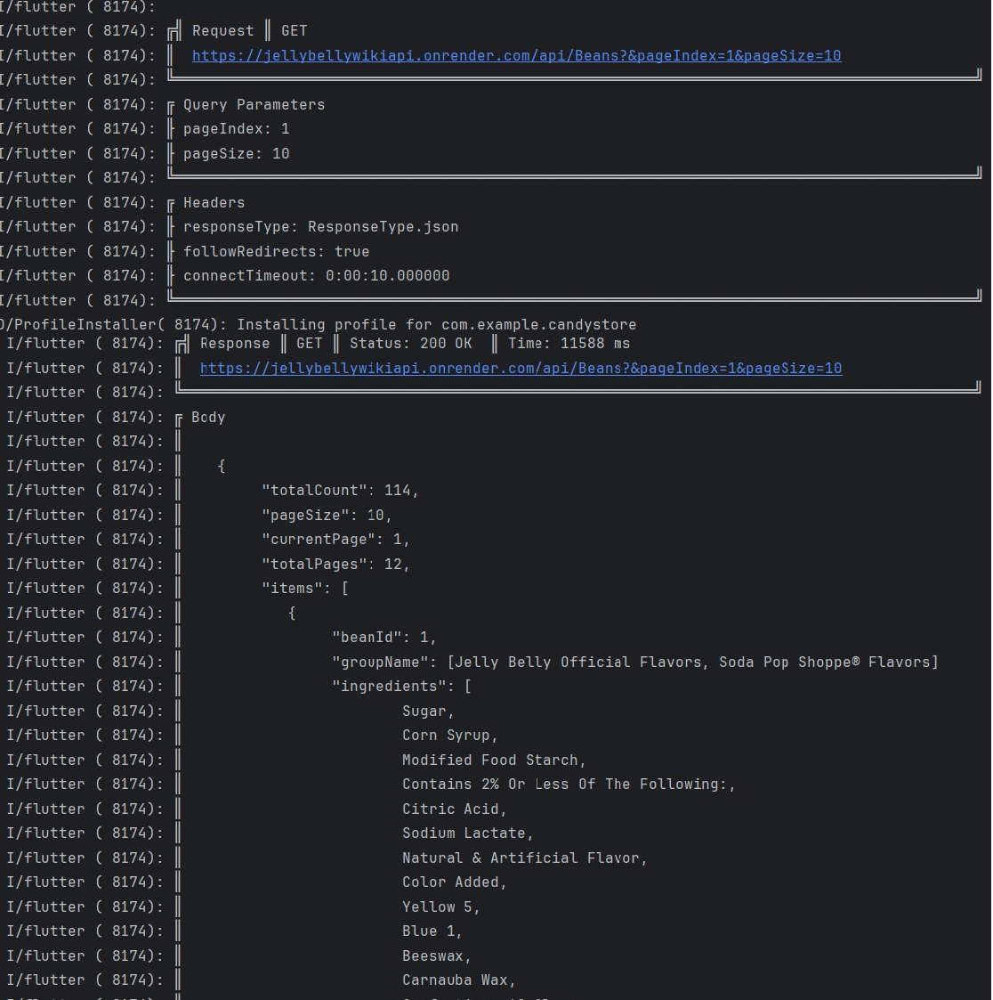 I/flutter ( 8174):
I/flutter ( 8174): ╔╣ Request ║ GET
I/flutter ( 8174): ║  https://jellybellywikiapi.onrender.com/api/Beans?&pageIndex=1&pageSize=10
I/flutter ( 8174): ╚══════════════════════════════════════════════════════════════════════════════════════════╝
I/flutter ( 8174): ╔ Query Parameters
I/flutter ( 8174): ╟ pageIndex: 1
I/flutter ( 8174): ╟ pageSize: 10
I/flutter ( 8174): ╚══════════════════════════════════════════════════════════════════════════════════════════╝
I/flutter ( 8174): ╔ Headers
I/flutter ( 8174): ╟ responseType: ResponseType.json
I/flutter ( 8174): ╟ followRedirects: true
I/flutter ( 8174): ╟ connectTimeout: 0:00:10.000000
I/flutter ( 8174): ╚══════════════════════════════════════════════════════════════════════════════════════════╝
D/ProfileInstaller( 8174): Installing profile for com.example.candystore
I/flutter ( 8174): ╔╣ Response ║ GET ║ Status: 200 OK  ║ Time: 11588 ms
I/flutter ( 8174): ║  https://jellybellywikiapi.onrender.com/api/Beans?&pageIndex=1&pageSize=10
I/flutter ( 8174): ╚══════════════════════════════════════════════════════════════════════════════════════════╝
I/flutter ( 8174): ╔ Body
I/flutter ( 8174): ║
I/flutter ( 8174): ║    {
I/flutter ( 8174): ║         "totalCount": 114,
I/flutter ( 8174): ║         "pageSize": 10,
I/flutter ( 8174): ║         "currentPage": 1,
I/flutter ( 8174): ║         "totalPages": 12,
I/flutter ( 8174): ║         "items": [
I/flutter ( 8174): ║            {
I/flutter ( 8174): ║                 "beanId": 1,
I/flutter ( 8174): ║                 "groupName": [Jelly Belly Official Flavors, Soda Pop Shoppe® Flavors]
I/flutter ( 8174): ║                 "ingredients": [
I/flutter ( 8174): ║                         Sugar,
I/flutter ( 8174): ║                         Corn Syrup,
I/flutter ( 8174): ║                         Modified Food Starch,
I/flutter ( 8174): ║                         Contains 2% Or Less Of The Following:,
I/flutter ( 8174): ║                         Citric Acid,
I/flutter ( 8174): ║                         Sodium Lactate,
I/flutter ( 8174): ║                         Natural & Artificial Flavor,
I/flutter ( 8174): ║                         Color Added,
I/flutter ( 8174): ║                         Yellow 5,
I/flutter ( 8174): ║                         Blue 1,
I/flutter ( 8174): ║                         Beeswax,
I/flutter ( 8174): ║                         Carnauba Wax,